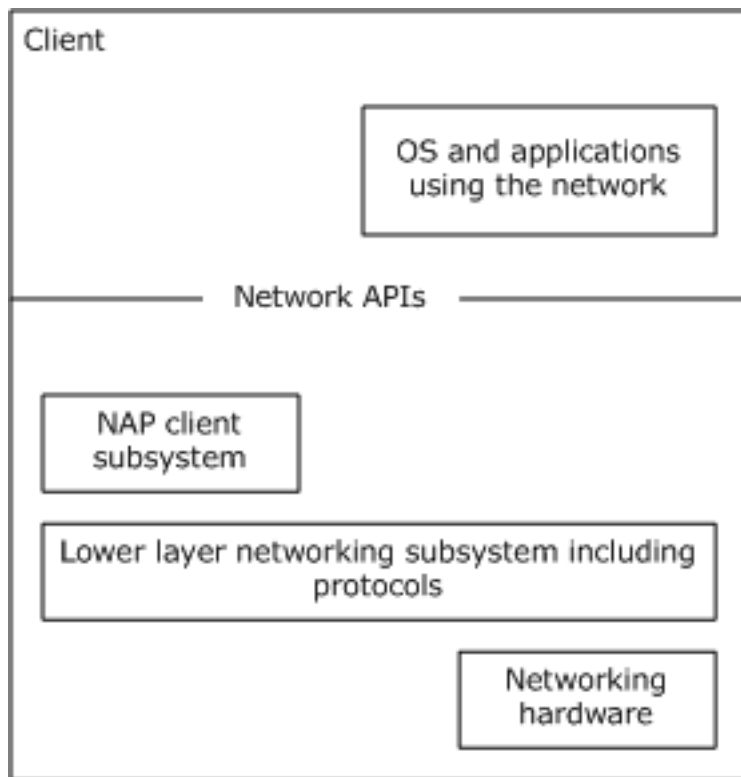 Client
OS and applications
using the network
Network APIs
NAP client
subsystem
Lower layer networking subsystem including
protocols
Networking
hardware